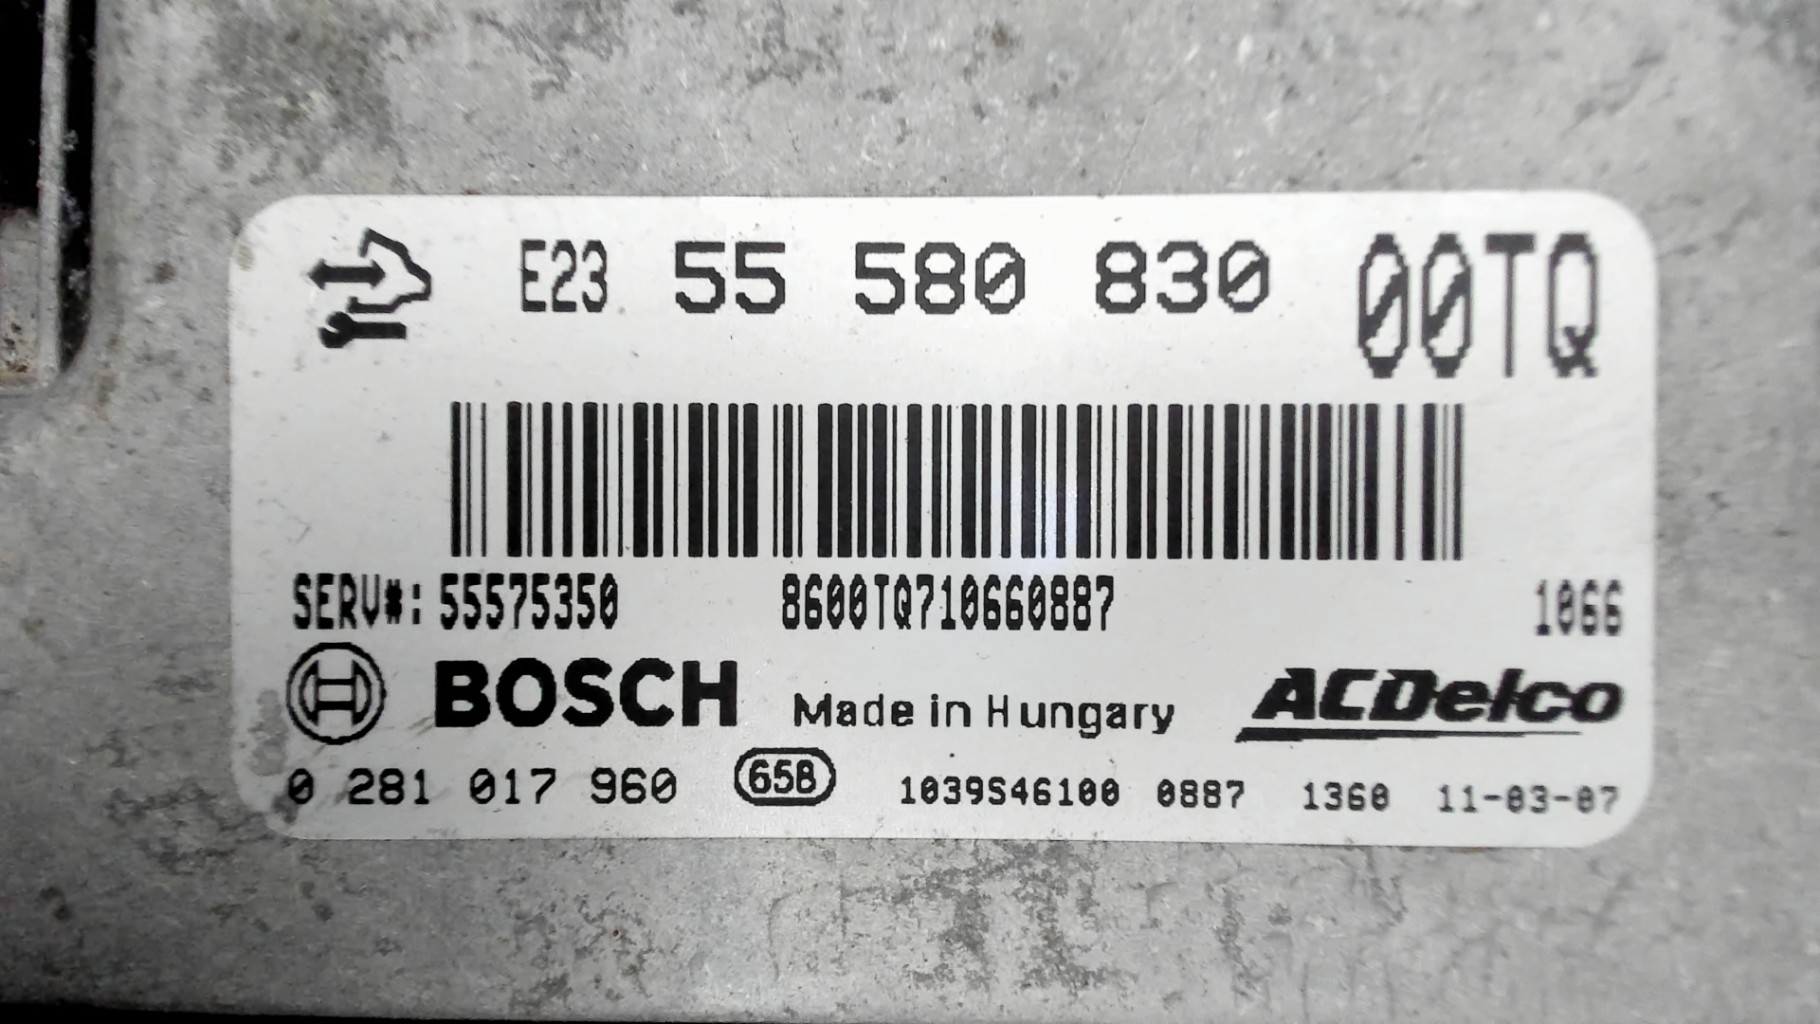 E23 55 580 830 00TQ
SERV#: 55575350 8600TQ710660887 1066
BOSCH Made in Hungary ACDelco
0 281 017 960 65B 1039S46100 0887 1360 11-03-07